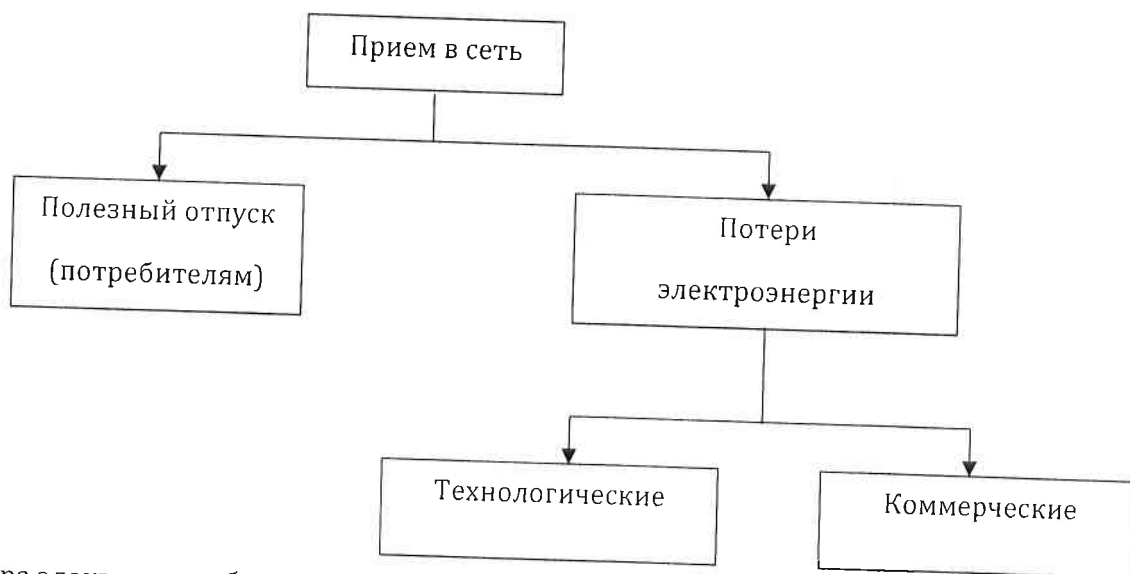 Прием в сеть
Полезный отпуск
(потребителям)
Потери
электроэнергии
Технологические
Коммерческие